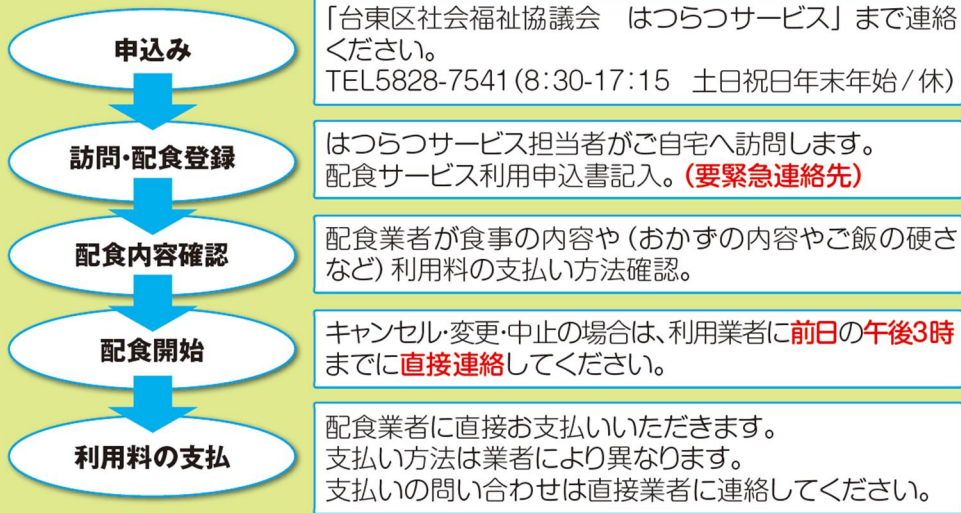 申込み
「台東区社会福祉協議会　はつらつサービス」まで連絡
ください。
TEL5828-7541(8:30-17:15　土日祝日年末年始/休)
訪問・配食登録
はつらつサービス担当者がご自宅へ訪問します。
配食サービス利用申込書記入。(要緊急連絡先)
配食内容確認
配食業者が食事の内容や(おかずの内容やご飯の硬さ
など)利用料の支払い方法確認。
配食開始
キャンセル・変更・中止の場合は、利用業者に前日の午後3時
までに直接連絡してください。
利用料の支払
配食業者に直接お支払いいただきます。
支払い方法は業者により異なります。
支払いの問い合わせは直接業者に連絡してください。